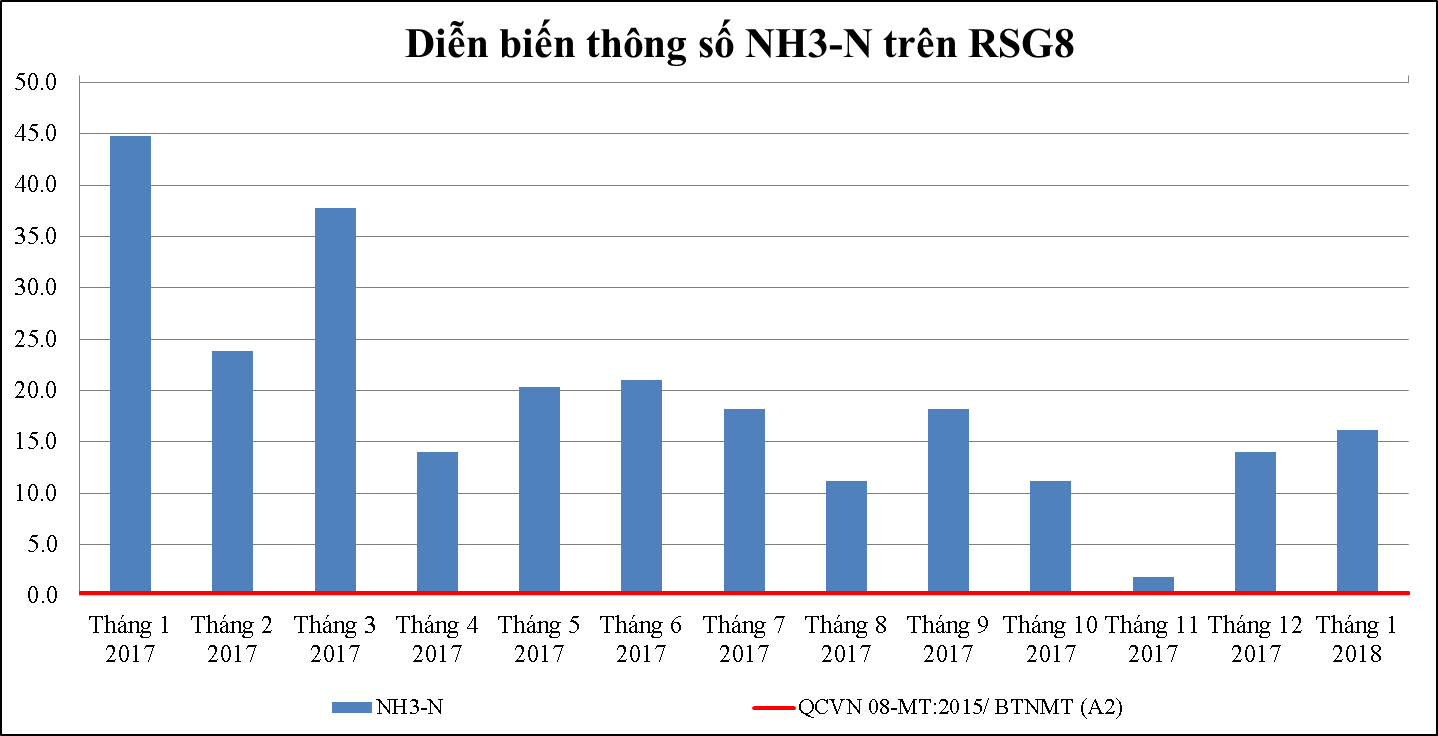 Diễn biến thông số NH3-N trên RSG8
50.0
45.0
40.0
35.0
30.0
25.0
20.0
15.0
10.0
5.0
0.0
Tháng 1 Tháng 2 Tháng 3 Tháng 4 Tháng 5 Tháng 6 Tháng 7 Tháng 8 Tháng 9 Tháng 10 Tháng 11 Tháng 12 Tháng 1
2017 2017 2017 2017 2017 2017 2017 2017 2017 2017 2017 2017 2018
NH3-N QCVN 08-MT:2015/ BTNMT (A2)